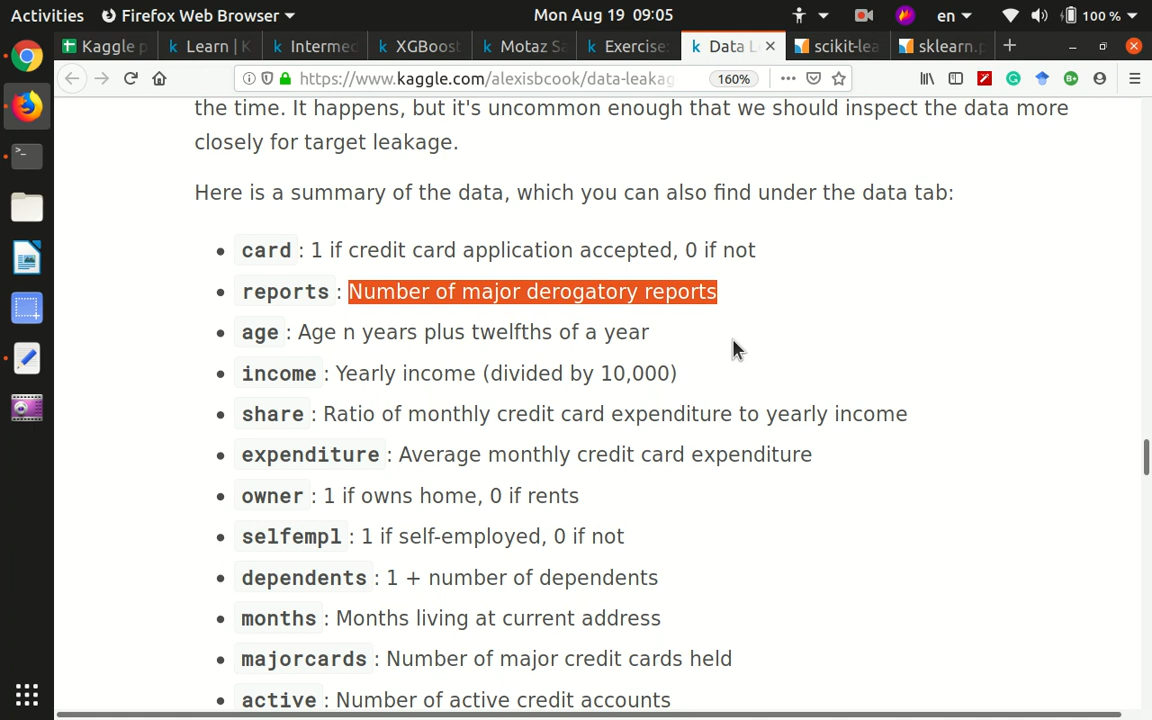 Activities Firefox Web Browser Mon Aug 19 09:05 en 100 %
Kaggle p Learn | K Intermed XGBoost Motaz Sa Exercise: Data L scikit-lea sklearn.p
https://www.kaggle.com/alexisbcook/data-leakag 160%
the time. It happens, but it's uncommon enough that we should inspect the data more
closely for target leakage.
Here is a summary of the data, which you can also find under the data tab:
• card : 1 if credit card application accepted, 0 if not
• reports : Number of major derogatory reports
• age : Age n years plus twelfths of a year
• income : Yearly income (divided by 10,000)
• share : Ratio of monthly credit card expenditure to yearly income
• expenditure : Average monthly credit card expenditure
• owner : 1 if owns home, 0 if rents
• selfempl : 1 if self-employed, 0 if not
• dependents : 1 + number of dependents
• months : Months living at current address
• majorcards : Number of major credit cards held
• active : Number of active credit accounts